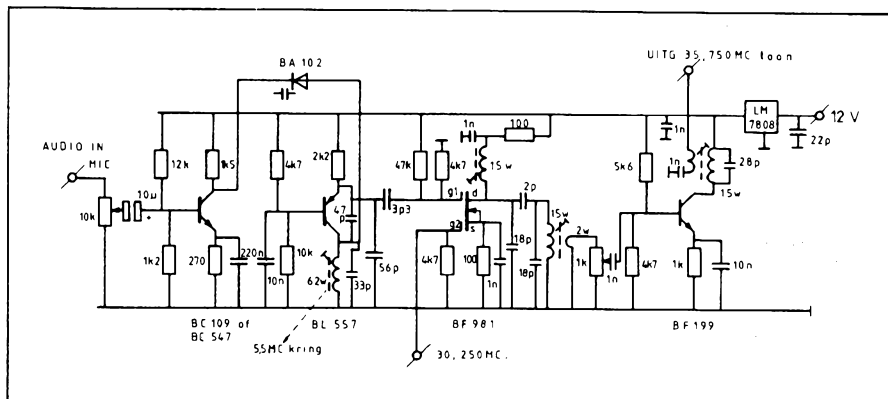 BA 102
UITG 35,750MC toon
LM
7808
12 V
22p
AUDIO IN
MIC
10k
10µ
+
12k
1k5
1k2
270
220n
4k7
2k2
10n
10k
47
p
62w
33p
56p
3p3
47k
4k7
1n
100
15 w
g1
d
g2
s
2p
4k7
100
1n
18p
18p
15w
2w
1k
1n
5k6
4k7
1n
1n
28p
15w
1k
10n
BC 109 of
BC 547
BL 557
BF 981
BF 199
5,5MC kring
30, 250MC.